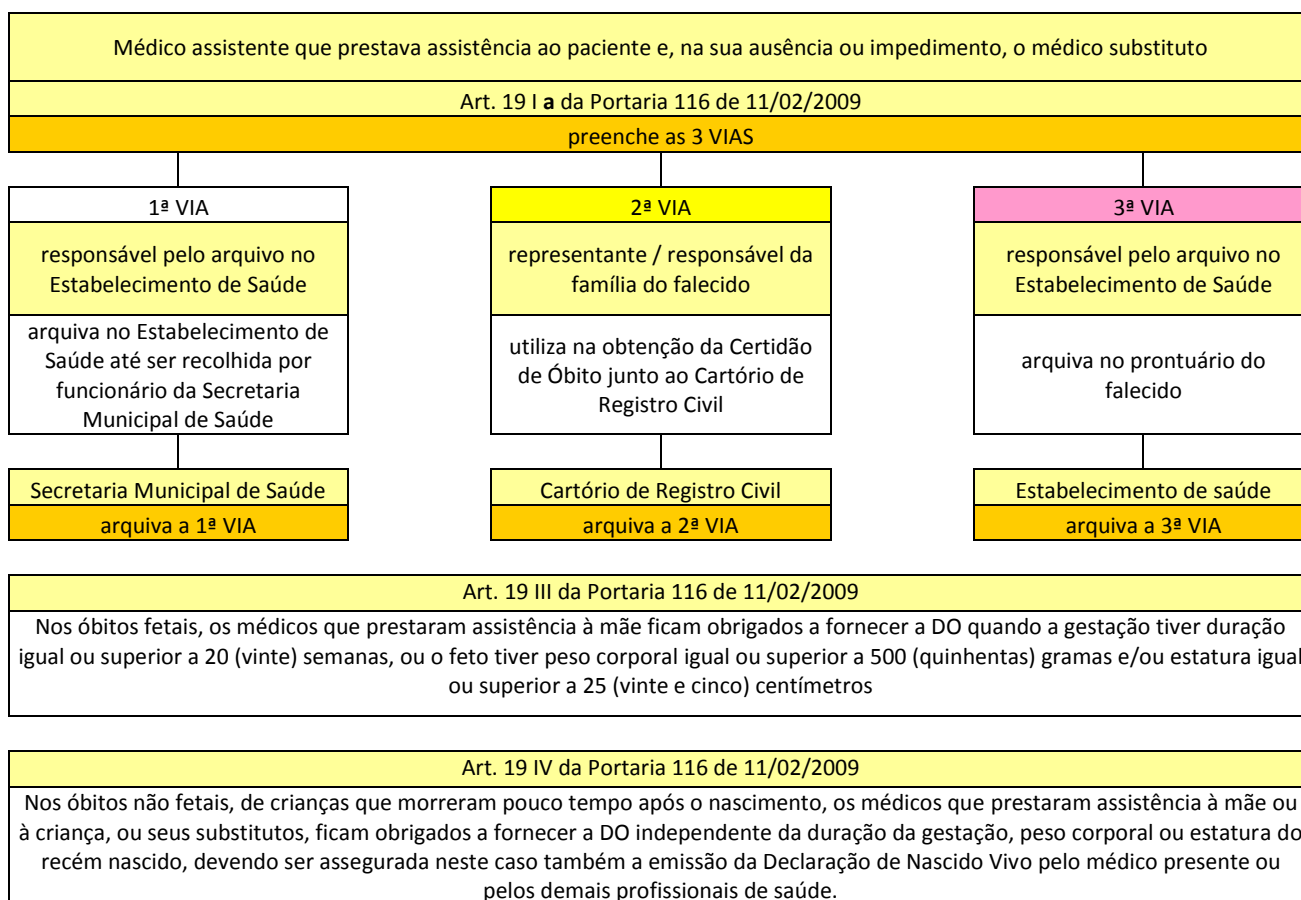 Médico assistente que prestava assistência ao paciente e, na sua ausência ou impedimento, o médico substituto
Art. 19 I a da Portaria 116 de 11/02/2009
preenche as 3 VIAS
1ª VIA
responsável pelo arquivo no
Estabelecimento de Saúde
arquiva no Estabelecimento de
Saúde até ser recolhida por
funcionário da Secretaria
Municipal de Saúde
Secretaria Municipal de Saúde
arquiva a 1ª VIA
2ª VIA
representante / responsável da
família do falecido
utiliza na obtenção da Certidão
de Óbito junto ao Cartório de
Registro Civil
Cartório de Registro Civil
arquiva a 2ª VIA
3ª VIA
responsável pelo arquivo no
Estabelecimento de Saúde
arquiva no prontuário do
falecido
Estabelecimento de saúde
arquiva a 3ª VIA
Art. 19 III da Portaria 116 de 11/02/2009
Nos óbitos fetais, os médicos que prestaram assistência à mãe ficam obrigados a fornecer a DO quando a gestação tiver duração
igual ou superior a 20 (vinte) semanas, ou o feto tiver peso corporal igual ou superior a 500 (quinhentas) gramas e/ou estatura igual
ou superior a 25 (vinte e cinco) centímetros
Art. 19 IV da Portaria 116 de 11/02/2009
Nos óbitos não fetais, de crianças que morreram pouco tempo após o nascimento, os médicos que prestaram assistência à mãe ou
à criança, ou seus substitutos, ficam obrigados a fornecer a DO independente da duração da gestação, peso corporal ou estatura do
recém nascido, devendo ser assegurada neste caso também a emissão da Declaração de Nascido Vivo pelo médico presente ou
pelos demais profissionais de saúde.